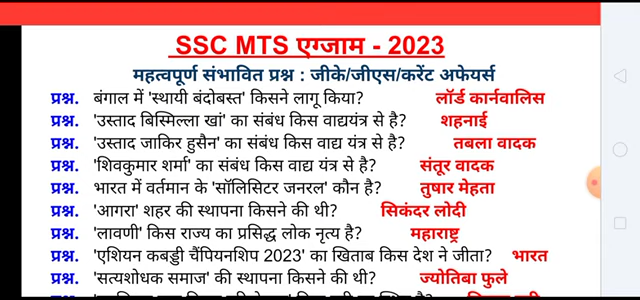 SSC MTS एग्जाम - 2023
महत्वपूर्ण संभावित प्रश्न : जीके/जीएस/करेंट अफेयर्स
प्रश्न. बंगाल में 'स्थायी बंदोबस्त' किसने लागू किया? लॉर्ड कार्नवालिस
प्रश्न. 'उस्ताद बिस्मिल्ला खां' का संबंध किस वाद्ययंत्र से है? शहनाई
प्रश्न. 'उस्ताद जाकिर हुसैन' का संबंध किस वाद्य यंत्र से है? तबला वादक
प्रश्न. 'शिवकुमार शर्मा' का संबंध किस वाद्य यंत्र से है? संतूर वादक
प्रश्न. भारत में वर्तमान के 'सॉलिसिटर जनरल' कौन है? तुषार मेहता
प्रश्न. 'आगरा' शहर की स्थापना किसने की थी? सिकंदर लोदी
प्रश्न. 'लावणी' किस राज्य का प्रसिद्ध लोक नृत्य है? महाराष्ट्र
प्रश्न. 'एशियन कबड्डी चैंपियनशिप 2023' का खिताब किस देश ने जीता? भारत
प्रश्न. 'सत्यशोधक समाज' की स्थापना किसने की थी? ज्योतिबा फुले